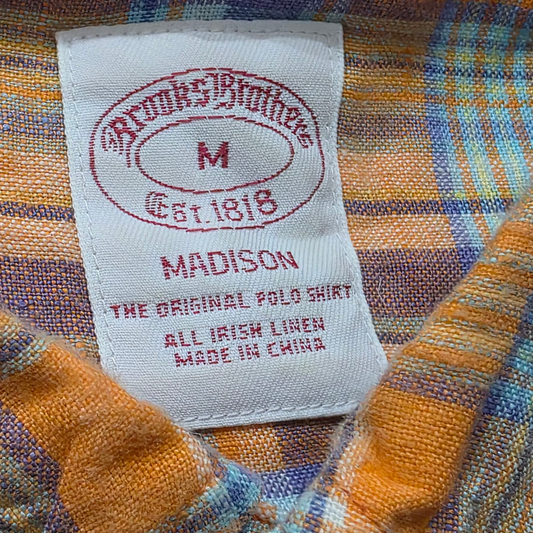 Brooks Brothers
M
Est. 1818
MADISON
THE ORIGINAL POLO SHIRT
ALL IRISH LINEN
MADE IN CHINA